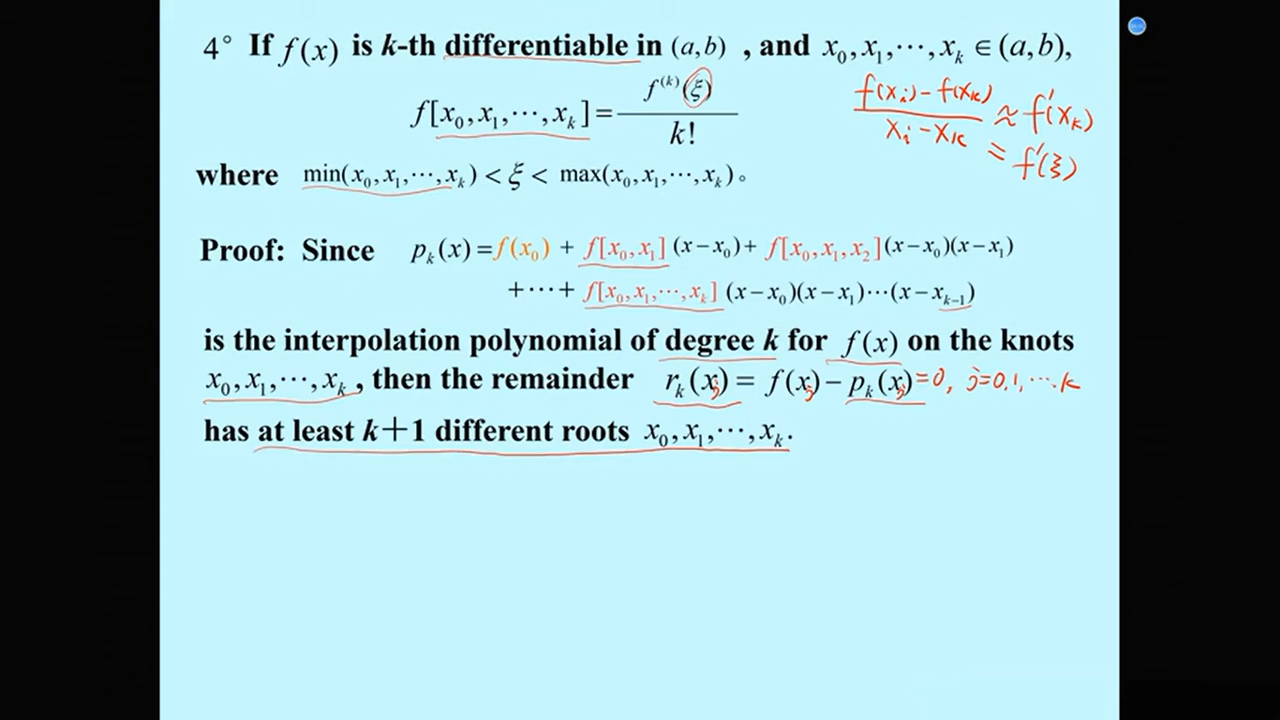 4° If f(x) is k-th differentiable in (a,b) , and x₀,x₁,⋯,xₖ ∈ (a,b),
f[x₀,x₁,⋯,xₖ] = f⁽ᵏ⁾(ξ) / k!
(f(xᵢ) − f(xₖ)) / (xᵢ − xₖ) ≈ f′(xₖ)
= f′(ξ)
where min(x₀,x₁,⋯,xₖ) < ξ < max(x₀,x₁,⋯,xₖ)。
Proof: Since pₖ(x) = f(x₀) + f[x₀,x₁](x−x₀) + f[x₀,x₁,x₂](x−x₀)(x−x₁)
+⋯+ f[x₀,x₁,⋯,xₖ](x−x₀)(x−x₁)⋯(x−xₖ₋₁)
is the interpolation polynomial of degree k for f(x) on the knots
x₀,x₁,⋯,xₖ, then the remainder rₖ(xⱼ) = f(xⱼ) − pₖ(xⱼ) =0, j=0,1,⋯k
has at least k+1 different roots x₀,x₁,⋯,xₖ.